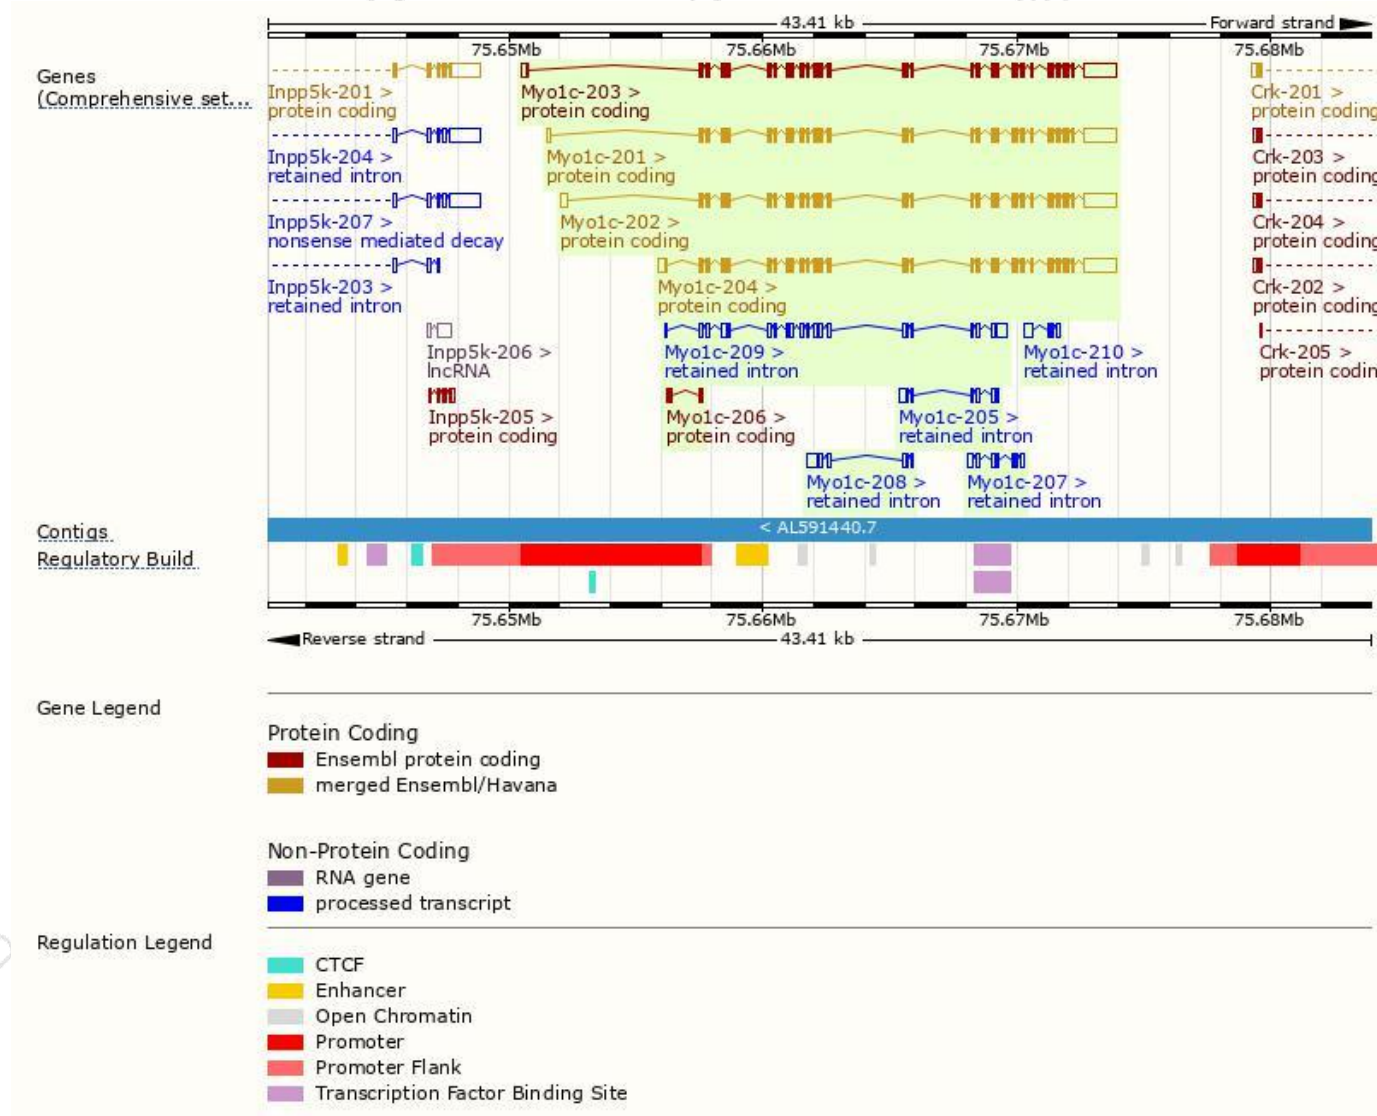 43.41 kb Forward strand
75.65Mb 75.66Mb 75.67Mb 75.68Mb
Genes
(Comprehensive set...
Inpp5k-201 > Myo1c-203 > Crk-201 >
protein coding protein coding protein coding
Inpp5k-204 > Myo1c-201 > Crk-203 >
retained intron protein coding protein coding
Inpp5k-207 > Myo1c-202 > Crk-204 >
nonsense mediated decay protein coding protein coding
Inpp5k-203 > Myo1c-204 > Crk-202 >
retained intron protein coding protein coding
Inpp5k-206 > Myo1c-209 > Myo1c-210 > Crk-205 >
lncRNA retained intron retained intron protein codin
Inpp5k-205 > Myo1c-206 > Myo1c-205 >
protein coding protein coding retained intron
Myo1c-208 > Myo1c-207 >
retained intron retained intron
Contigs < AL591440.7
Regulatory Build
75.65Mb 75.66Mb 75.67Mb 75.68Mb
Reverse strand 43.41 kb
Gene Legend
Protein Coding
Ensembl protein coding
merged Ensembl/Havana
Non-Protein Coding
RNA gene
processed transcript
Regulation Legend
CTCF
Enhancer
Open Chromatin
Promoter
Promoter Flank
Transcription Factor Binding Site